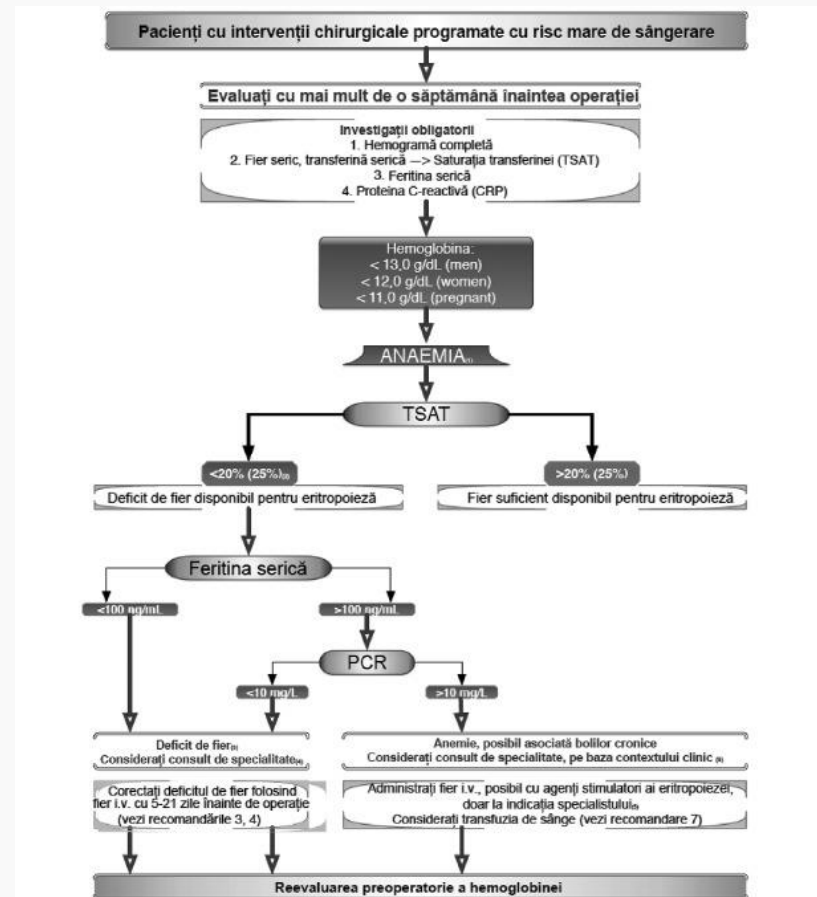 Pacienți cu intervenții chirurgicale programate cu risc mare de sângerare
Evaluați cu mai mult de o săptămână înaintea operației
Investigații obligatorii
1. Hemogramă completă
2. Fier seric, transferină serică —> Saturația transferinei (TSAT)
3. Feritina serică
4. Proteina C-reactivă (CRP)
Hemoglobina:
< 13,0 g/dL (men)
< 12,0 g/dL (women)
< 11,0 g/dL (pregnant)
ANAEMIA(1)
TSAT
<20% (25%)(2)
>20% (25%)
Deficit de fier disponibil pentru eritropoieză
Fier suficient disponibil pentru eritropoieză
Feritina serică
<100 ng/mL
>100 ng/mL
PCR
<10 mg/L
>10 mg/L
Deficit de fier(3)
Considerați consult de specialitate(4)
Anemie, posibil asociată bolilor cronice
Considerați consult de specialitate, pe baza contextului clinic
Corectați deficitul de fier folosind
fier i.v. cu 5-21 zile înainte de operație
(vezi recomandările 3, 4)
Administrați fier i.v., posibil cu agenți stimulatori ai eritropoiezei,
doar la indicația specialistului
Considerați transfuzia de sânge (vezi recomandare 7)
Reevaluarea preoperatorie a hemoglobinei